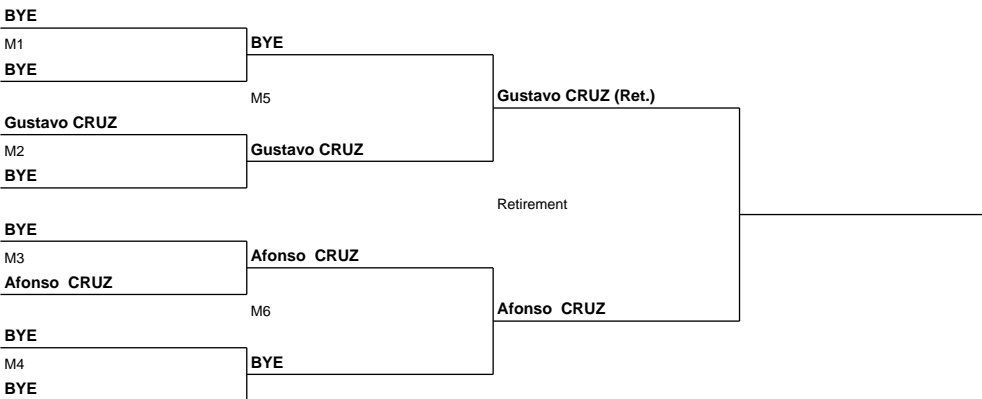 BYE
M1
BYE
BYE
M5
Gustavo CRUZ (Ret.)
Gustavo CRUZ
M2
Gustavo CRUZ
BYE
Retirement
BYE
M3
Afonso  CRUZ
Afonso  CRUZ
M6
Afonso  CRUZ
BYE
M4
BYE
BYE